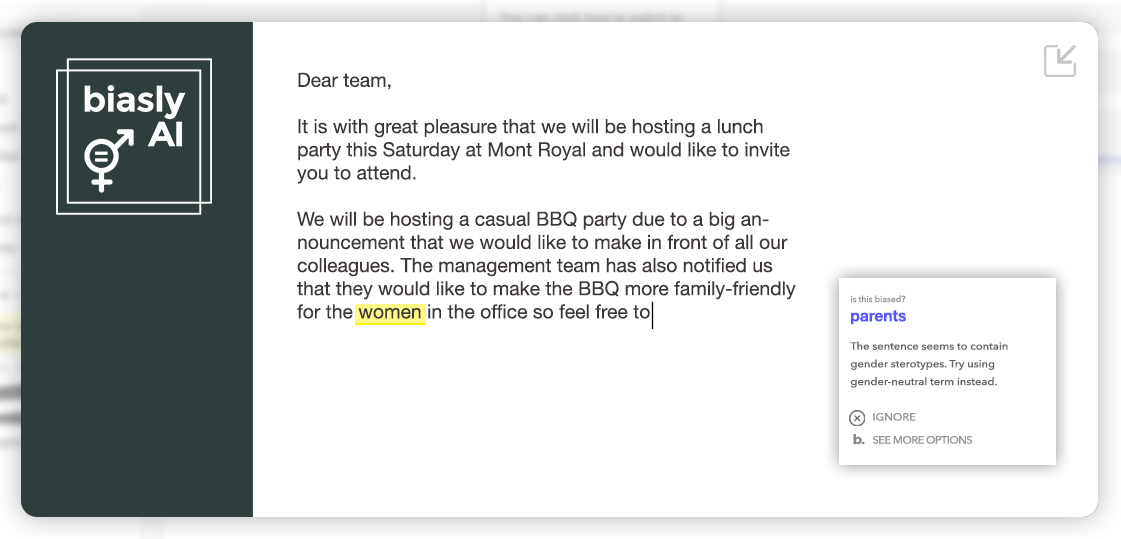 biasly
AI
Dear team,
It is with great pleasure that we will be hosting a lunch
party this Saturday at Mont Royal and would like to invite
you to attend.
We will be hosting a casual BBQ party due to a big an-
nouncement that we would like to make in front of all our
colleagues. The management team has also notified us
that they would like to make the BBQ more family-friendly
for the women in the office so feel free to
is this biased?
parents
The sentence seems to contain
gender sterotypes. Try using
gender-neutral term instead.
IGNORE
b. SEE MORE OPTIONS